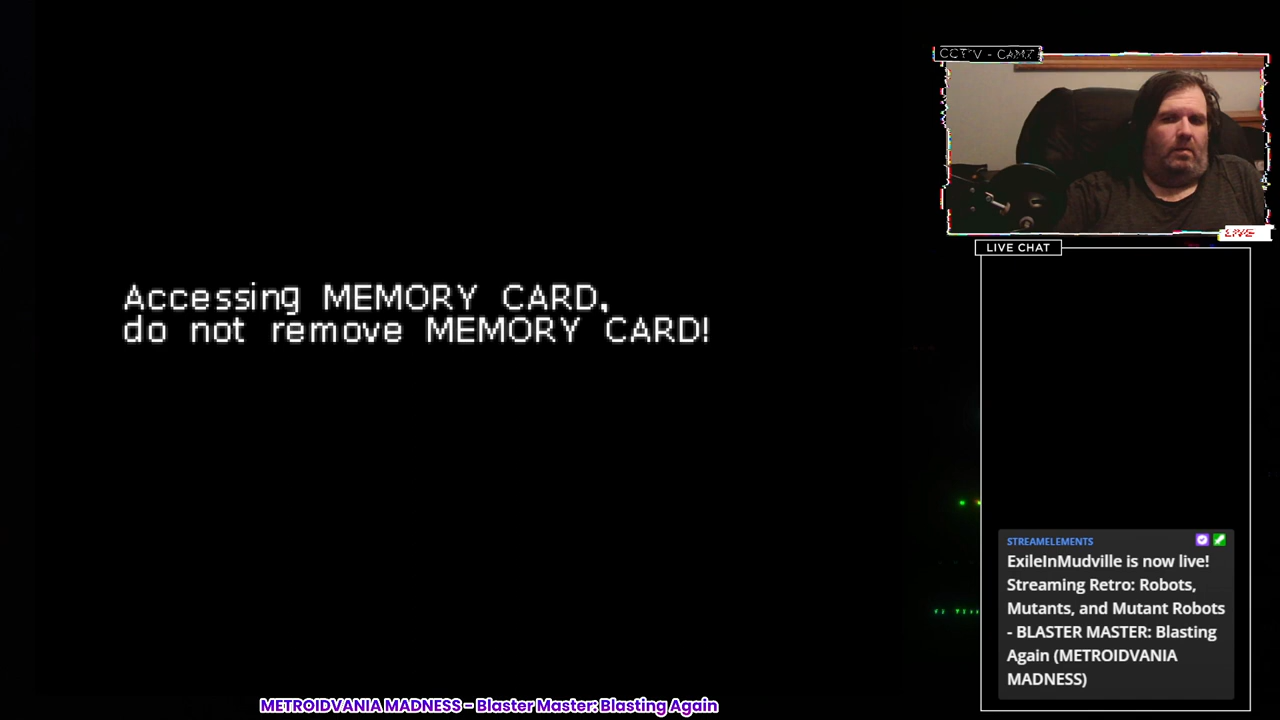 CCTV - CAM2
Accessing MEMORY CARD,
do not remove MEMORY CARD!
LIVE
LIVE CHAT
STREAMELEMENTS
ExileInMudville is now live!
Streaming Retro: Robots,
Mutants, and Mutant Robots
- BLASTER MASTER: Blasting
Again (METROIDVANIA
MADNESS)
METROIDVANIA MADNESS - Blaster Master: Blasting Again